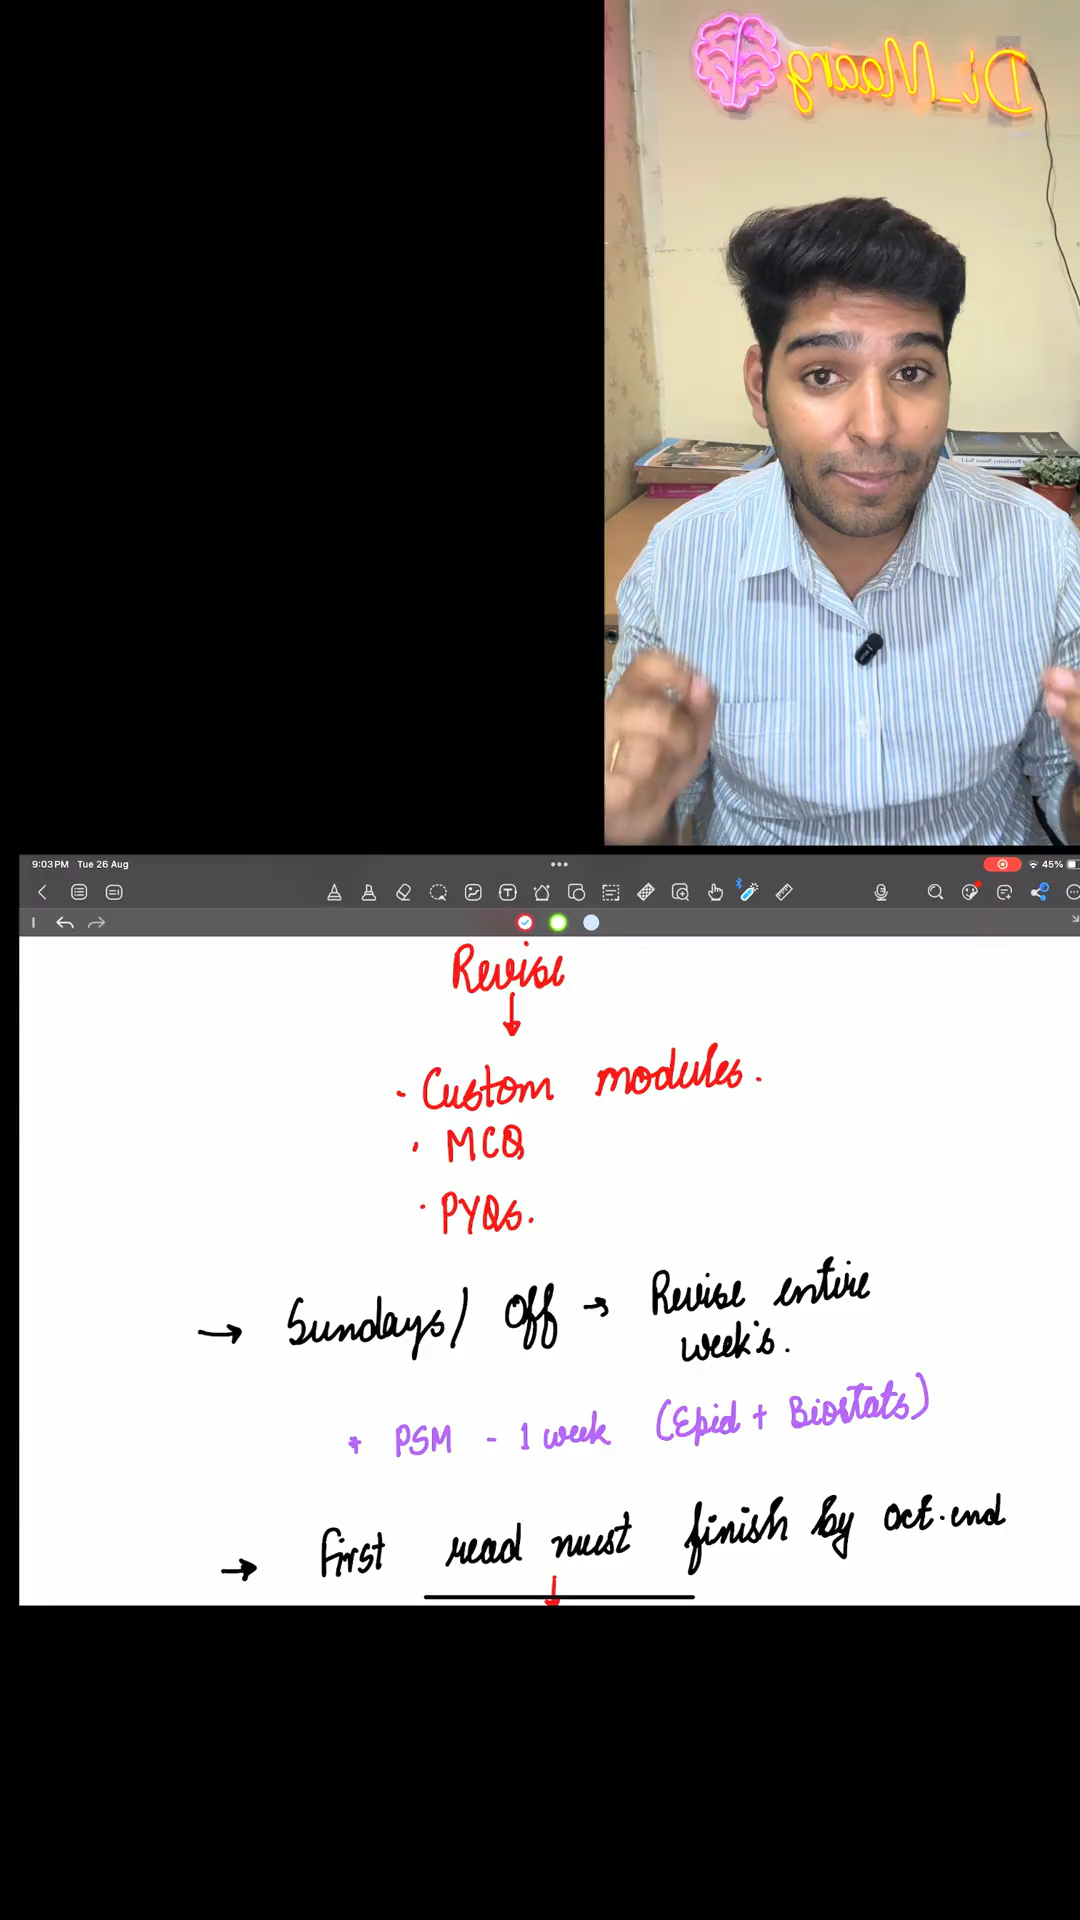 Di_Maarg
9:03 PM Tue 26 Aug
45%
Revise
• Custom modules.
• MCQ
• PYQs.
→ Sundays/ Off → Revise entire
week's.
+ PSM - 1 week (Epid + Biostats)
→ First read must finish by oct. end